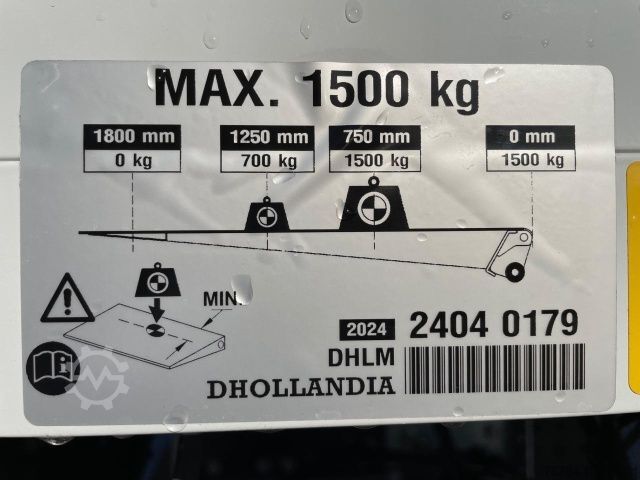 MAX. 1500 kg
1800 mm 1250 mm 750 mm 0 mm
0 kg 700 kg 1500 kg 1500 kg
MIN.
2024 2404 0179
DHLM
DHOLLANDIA